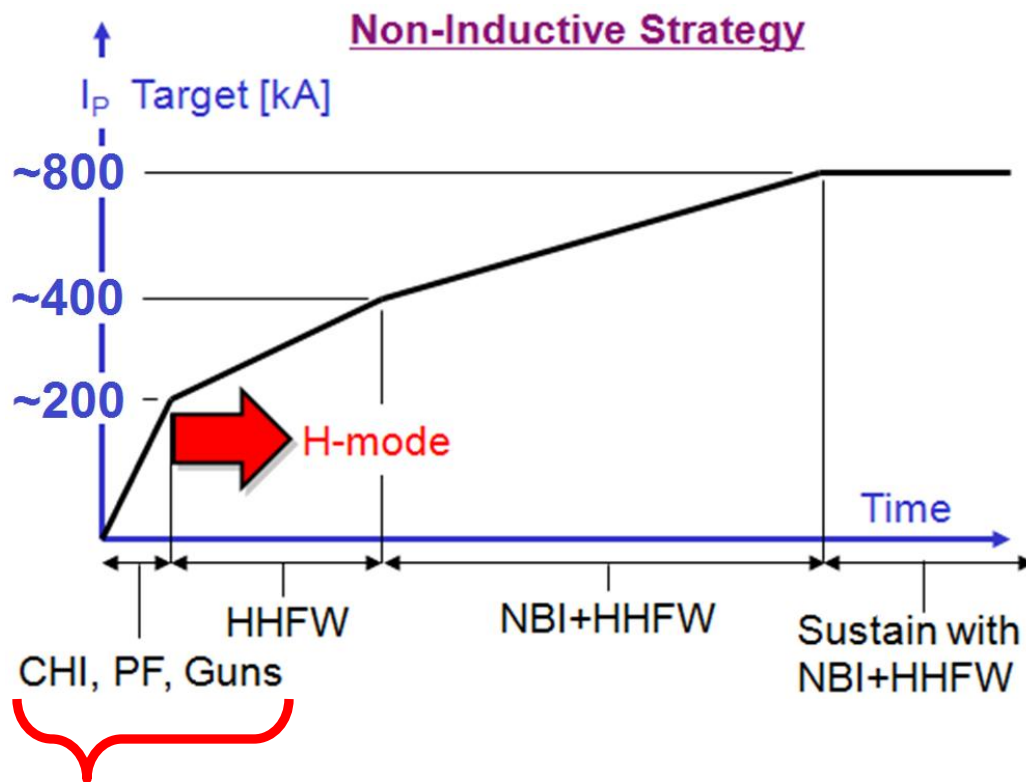 Non-Inductive Strategy
I_P Target [kA]
~800
~400
~200
H-mode
Time
HHFW
NBI+HHFW
Sustain with
NBI+HHFW
CHI, PF, Guns